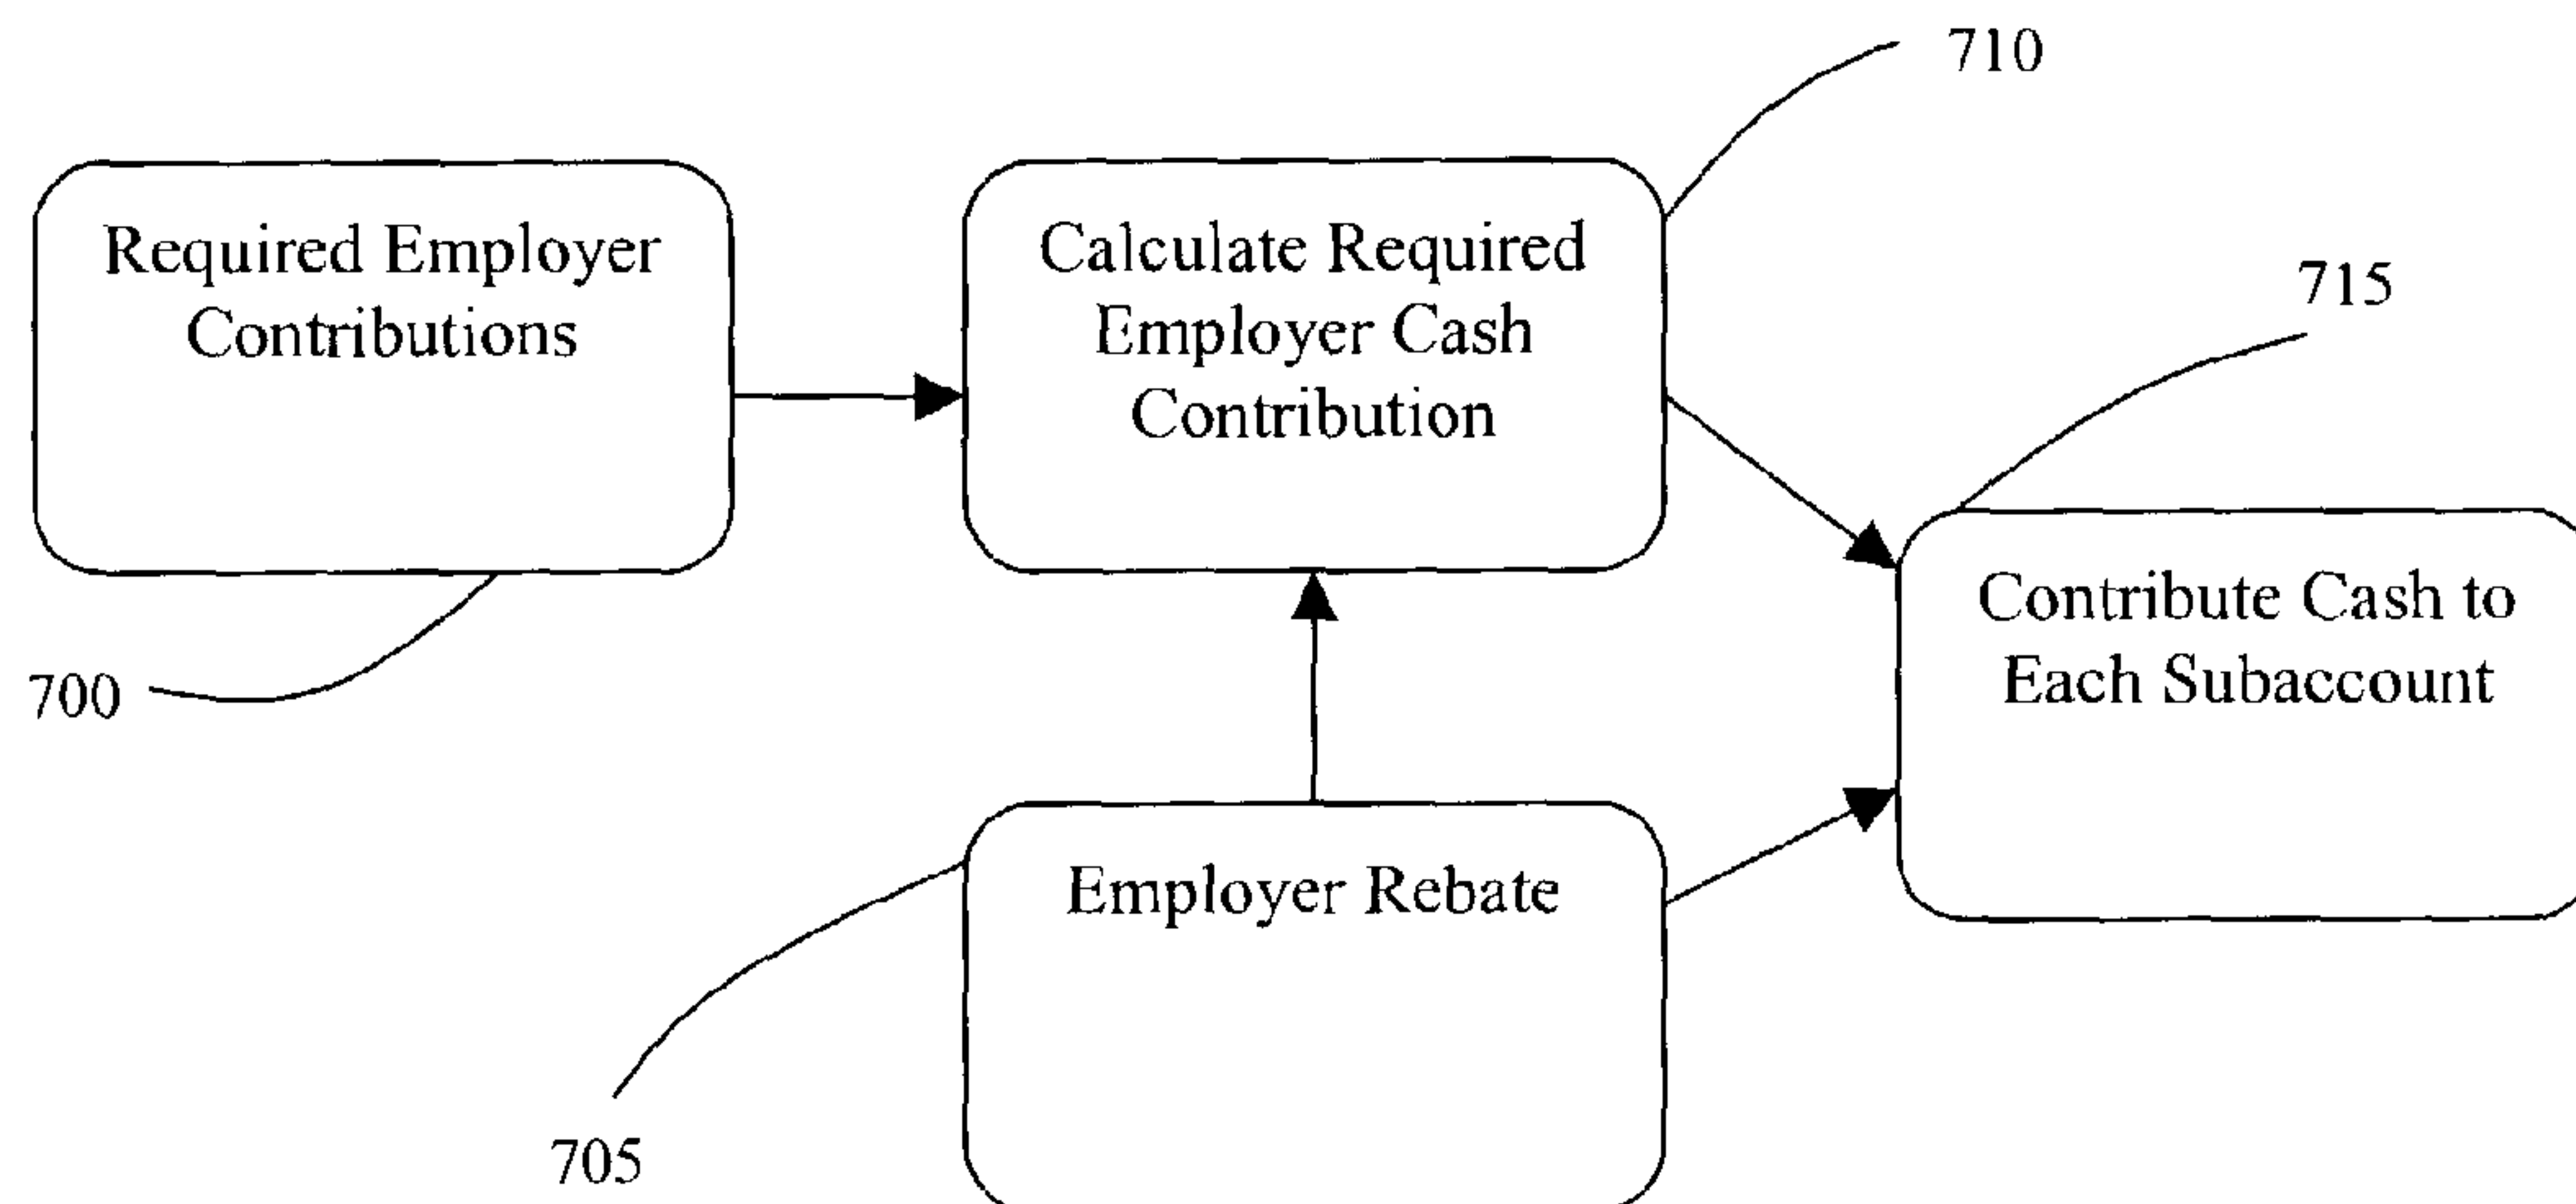 710
Required Employer
Contributions
Calculate Required
Employer Cash
Contribution
715
Contribute Cash to
Each Subaccount
700
Employer Rebate
705